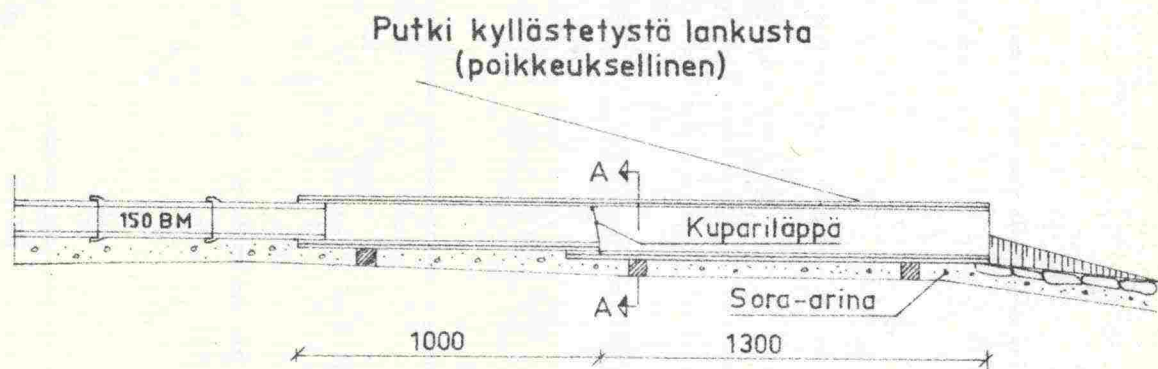 Putki kyllästetystä lankusta
(poikkeuksellinen)
A
150 BM
Kupariläppä
A
Sora-arina
1000
1300